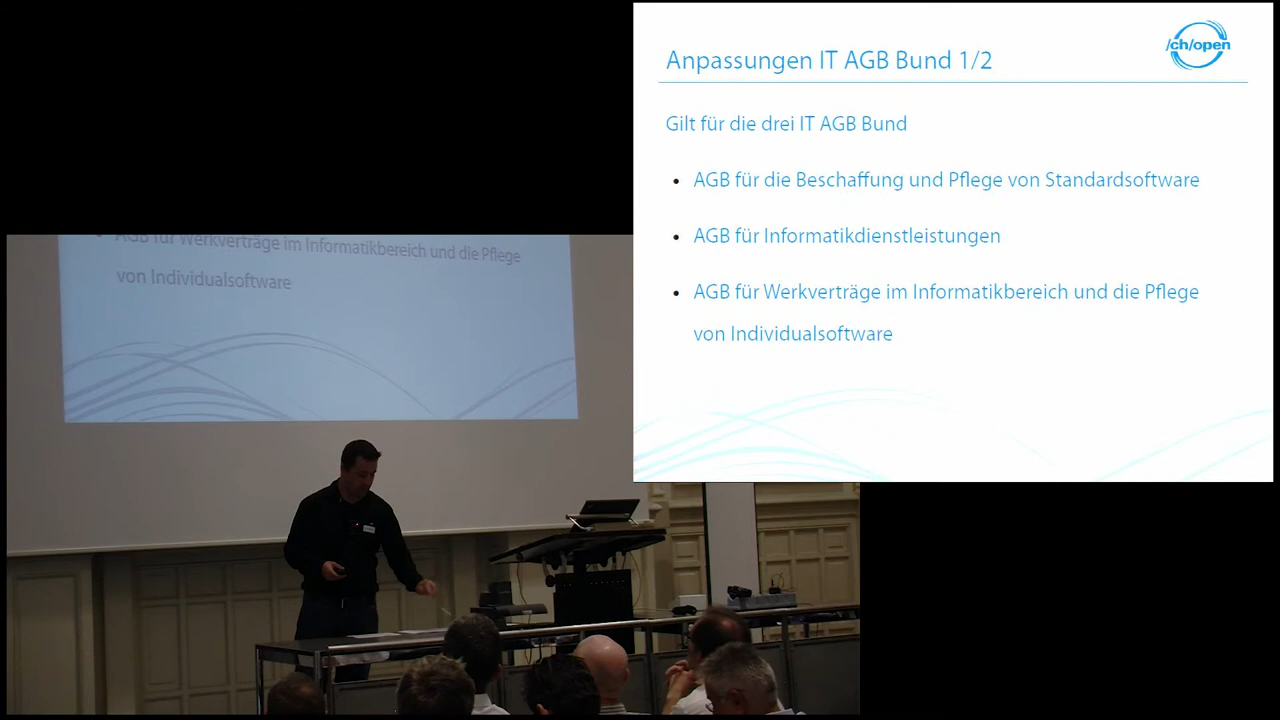 /ch/open
Anpassungen IT AGB Bund 1/2
Gilt für die drei IT AGB Bund
• AGB für die Beschaffung und Pflege von Standardsoftware
• AGB für Informatikdienstleistungen
• AGB für Werkverträge im Informatikbereich und die Pflege
von Individualsoftware
AGB für Werkverträge im Informatikbereich und die Pflege
von Individualsoftware